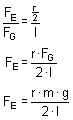 F_E/F_G = (r/2)/l
F_E = (r·F_G)/(2·l)
F_E = (r·m·g)/(2·l)